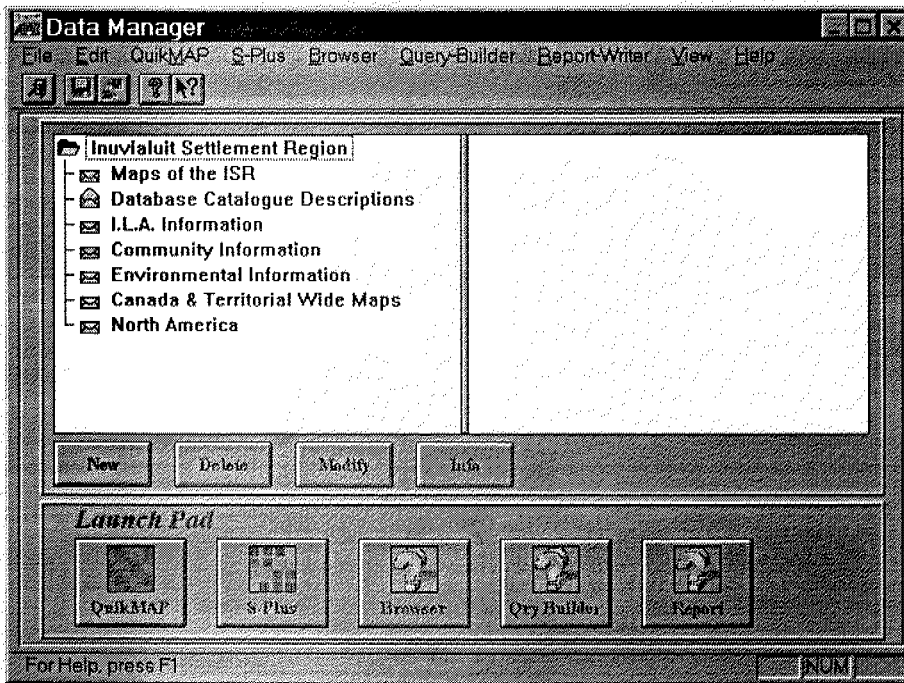 Data Manager
File Edit QuikMAP S-Plus Browser Query-Builder Report-Writer View Help
Inuvialuit Settlement Region
Maps of the ISR
Database Catalogue Descriptions
I.L.A. Information
Community Information
Environmental Information
Canada & Territorial Wide Maps
North America
New Delete Modify Info
Launch Pad
QuikMAP S-Plus Browser Qry Builder Report
For Help, press F1 NUM